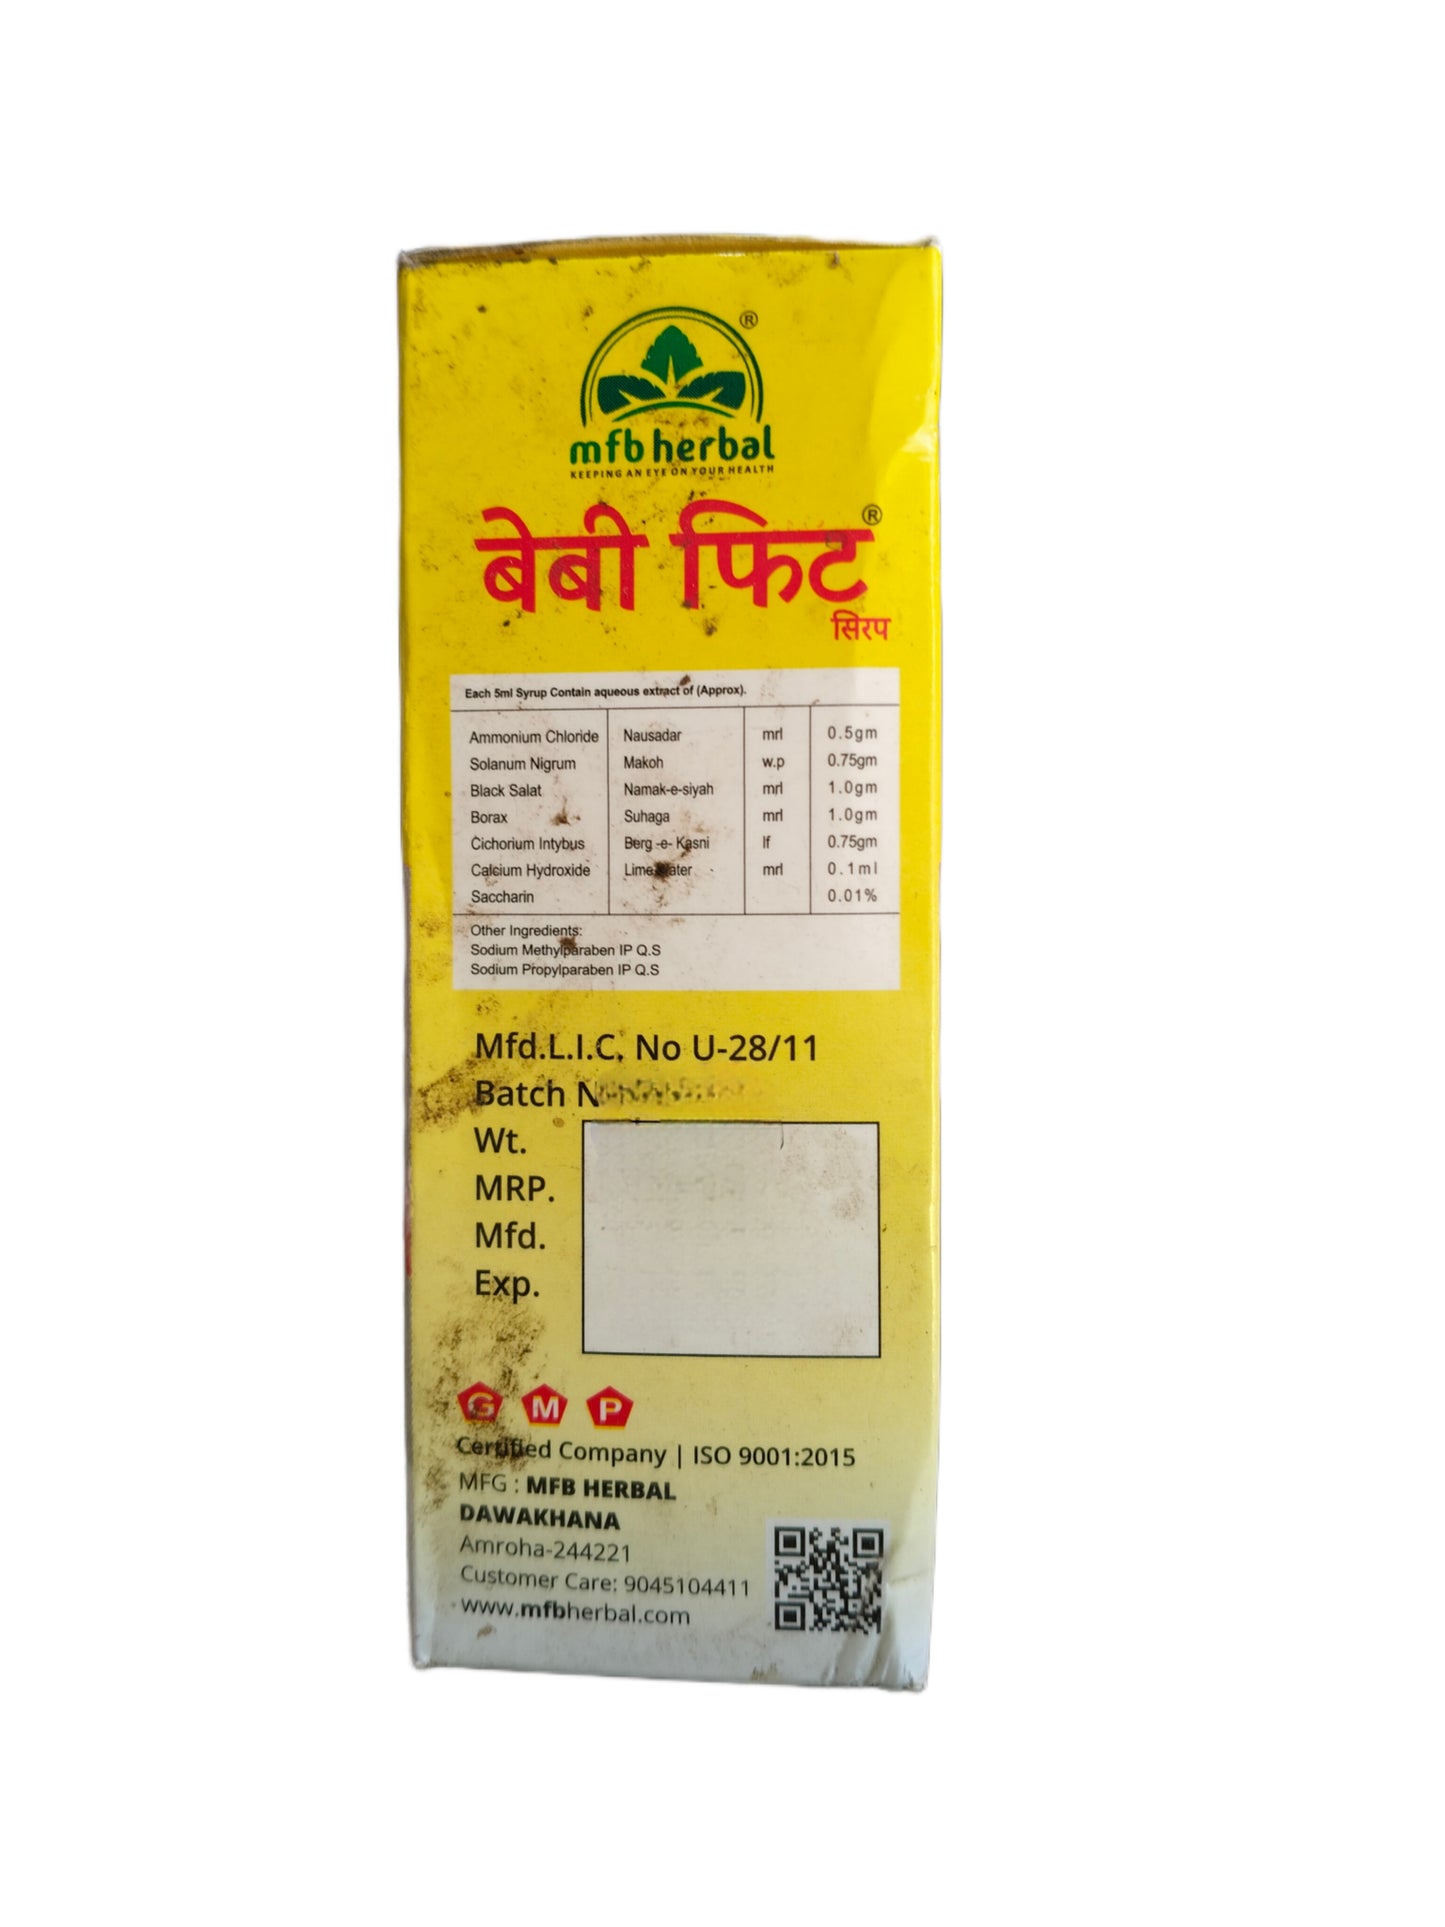 ®
mfb herbal
KEEPING AN EYE ON YOUR HEALTH
बेबी फिट®
सिरप
Each 5ml Syrup Contain aqueous extract of (Approx).
Ammonium Chloride Nausadar mrl 0.5gm
Solanum Nigrum Makoh w.p 0.75gm
Black Salat Namak-e-siyah mrl 1.0gm
Borax Suhaga mrl 1.0gm
Cichorium Intybus Berg -e- Kasni lf 0.75gm
Calcium Hydroxide Lime Water mrl 0.1ml
Saccharin 0.01%
Other Ingredients:
Sodium Methylparaben IP Q.S
Sodium Propylparaben IP Q.S
Mfd.L.I.C. No U-28/11
Batch
Wt.
MRP.
Mfd.
Exp.
G M P
Certified Company | ISO 9001:2015
MFG : MFB HERBAL
DAWAKHANA
Amroha-244221
Customer Care: 9045104411
www.mfbherbal.com